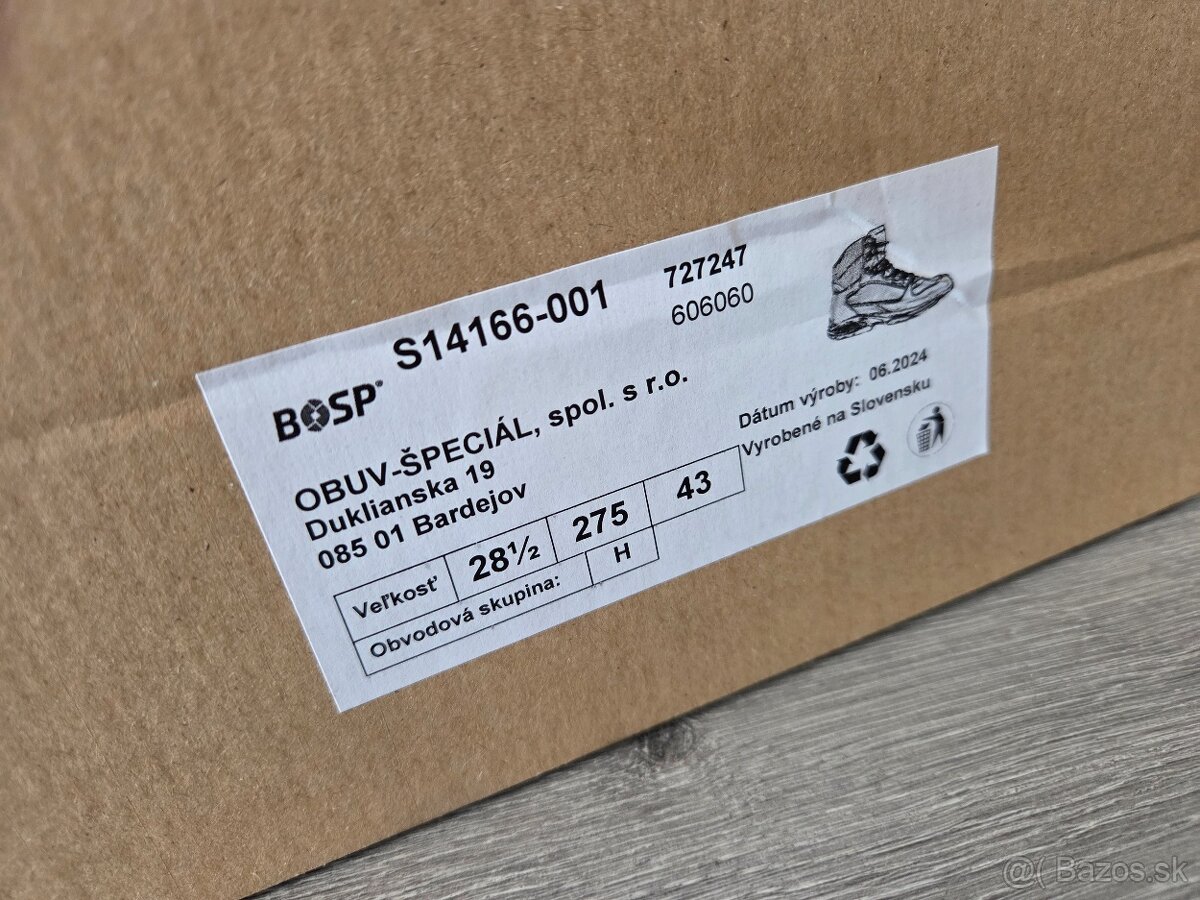 S14166-001
727247
606060
BOSP®
OBUV-ŠPECIÁL, spol. s r.o.
Duklianska 19
085 01 Bardejov
Dátum výroby: 06.2024
Vyrobené na Slovensku
Veľkosť 28½ 275 43
Obvodová skupina: H
@( Bazos.sk